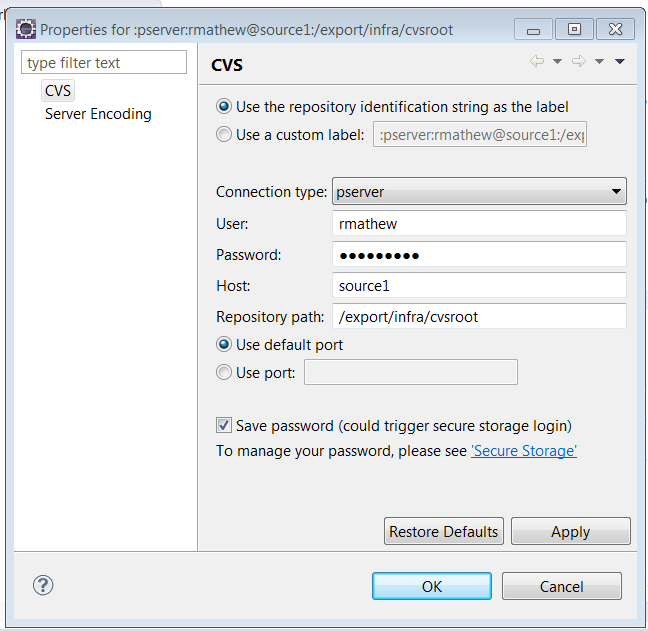 Properties for :pserver:rmathew@source1:/export/infra/cvsroot
type filter text
CVS
Server Encoding
CVS
Use the repository identification string as the label
Use a custom label: :pserver:rmathew@source1:/exp
Connection type: pserver
User: rmathew
Password: ●●●●●●●●●
Host: source1
Repository path: /export/infra/cvsroot
Use default port
Use port:
Save password (could trigger secure storage login)
To manage your password, please see 'Secure Storage'
Restore Defaults Apply
? OK Cancel